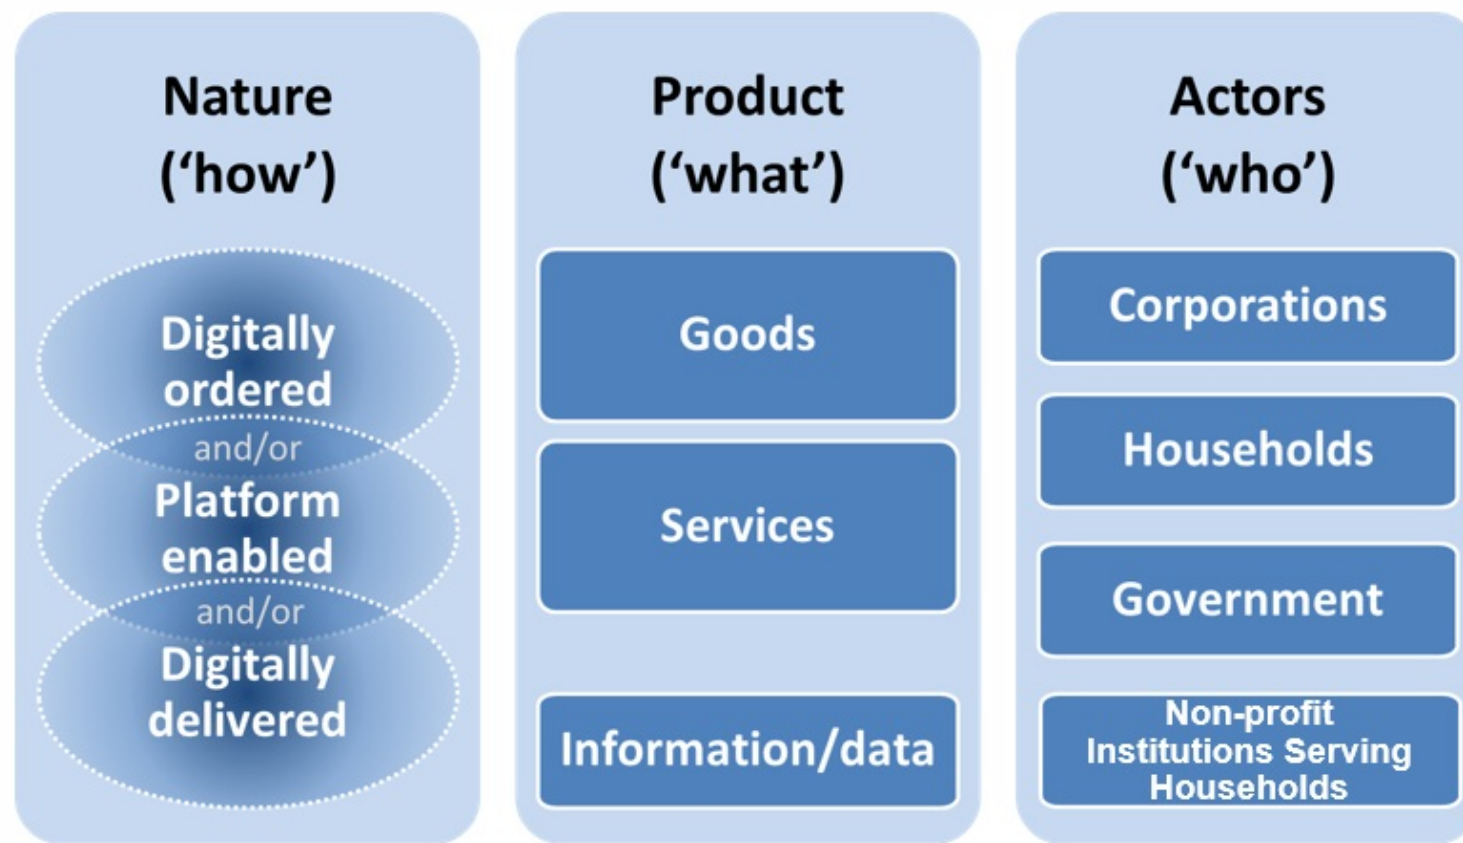 Nature
(‘how’)
Digitally
ordered
and/or
Platform
enabled
and/or
Digitally
delivered
Product
(‘what’)
Goods
Services
Information/data
Actors
(‘who’)
Corporations
Households
Government
Non-profit
Institutions Serving
Households